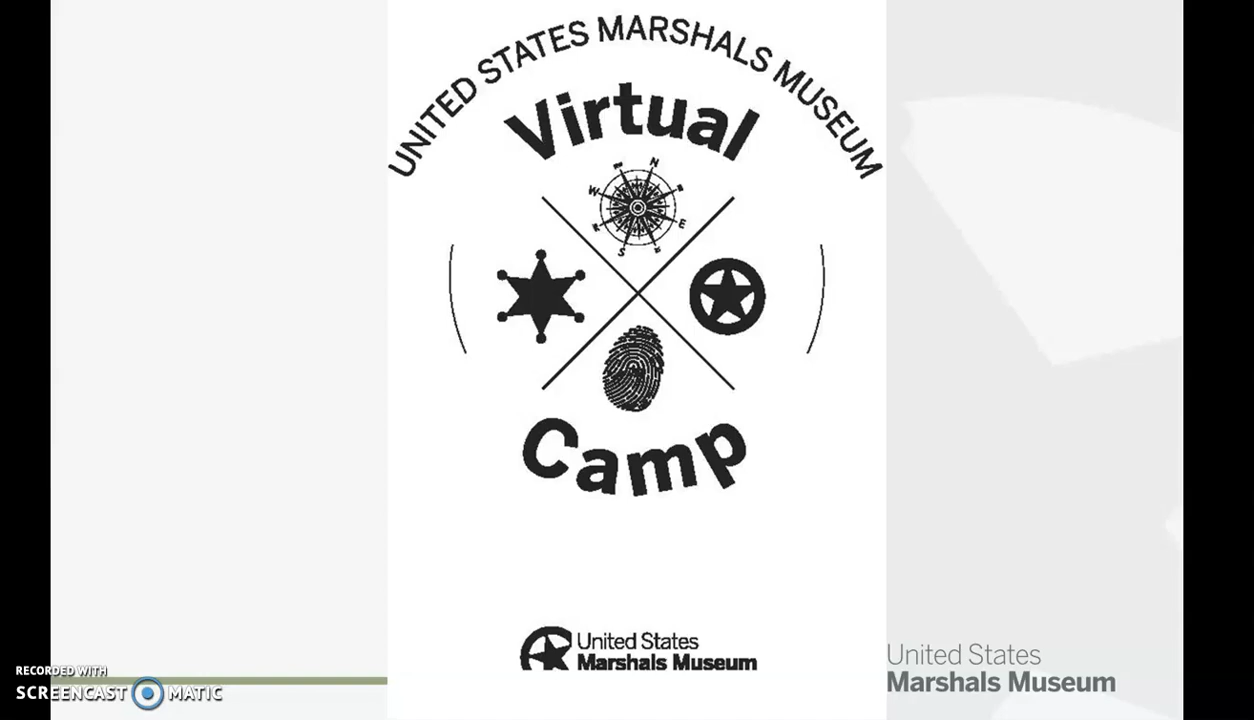 UNITED STATES MARSHALS MUSEUM
Virtual
N
W
E
S
Camp
United States
Marshals Museum
United States
Marshals Museum
RECORDED WITH
SCREENCAST MATIC